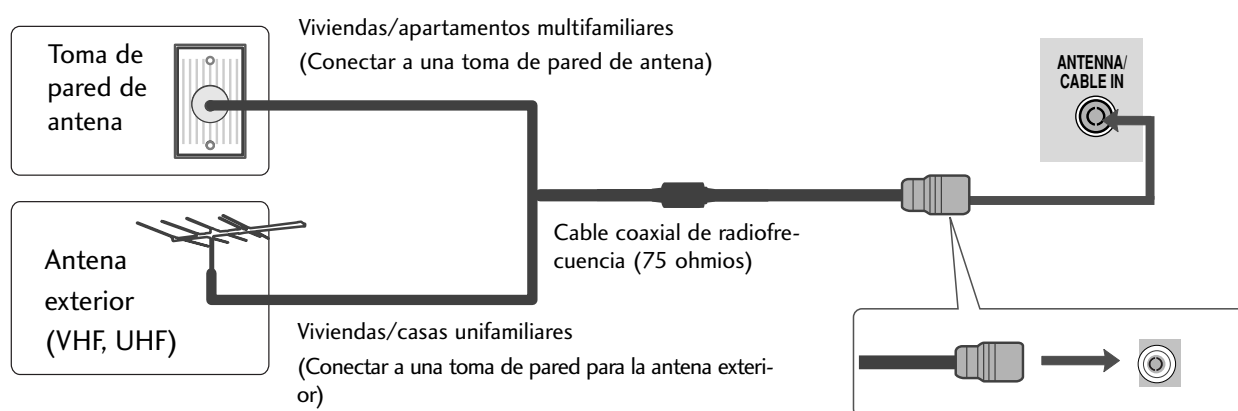 Toma de
pared de
antena
Viviendas/apartamentos multifamiliares
(Conectar a una toma de pared de antena)
ANTENNA/
CABLE IN
Antena
exterior
(VHF, UHF)
Cable coaxial de radiofre-
cuencia (75 ohmios)
Viviendas/casas unifamiliares
(Conectar a una toma de pared para la antena exteri-
or)